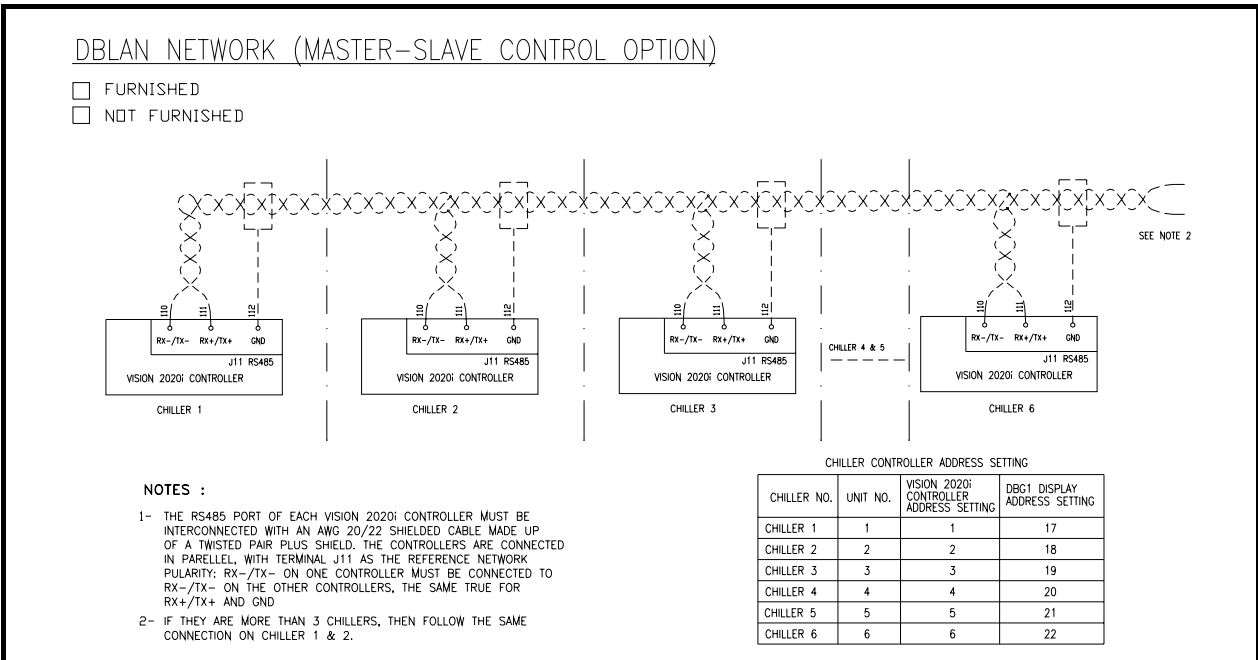 DBLAN NETWORK (MASTER-SLAVE CONTROL OPTION)
FURNISHED
NOT FURNISHED
SEE NOTE 2
110 111 112
RX-/TX- RX+/TX+ GND
J11 RS485
VISION 2020i CONTROLLER
CHILLER 1
110 111 112
RX-/TX- RX+/TX+ GND
J11 RS485
VISION 2020i CONTROLLER
CHILLER 2
110 111 112
RX-/TX- RX+/TX+ GND
J11 RS485
VISION 2020i CONTROLLER
CHILLER 3
CHILLER 4 & 5
110 111 112
RX-/TX- RX+/TX+ GND
J11 RS485
VISION 2020i CONTROLLER
CHILLER 6
NOTES :
1- THE RS485 PORT OF EACH VISION 2020i CONTROLLER MUST BE
INTERCONNECTED WITH AN AWG 20/22 SHIELDED CABLE MADE UP
OF A TWISTED PAIR PLUS SHIELD. THE CONTROLLERS ARE CONNECTED
IN PARELLEL, WITH TERMINAL J11 AS THE REFERENCE NETWORK
PULARITY: RX-/TX- ON ONE CONTROLLER MUST BE CONNECTED TO
RX-/TX- ON THE OTHER CONTROLLERS, THE SAME TRUE FOR
RX+/TX+ AND GND
2- IF THEY ARE MORE THAN 3 CHILLERS, THEN FOLLOW THE SAME
CONNECTION ON CHILLER 1 & 2.
CHILLER CONTROLLER ADDRESS SETTING
CHILLER NO. UNIT NO. VISION 2020i CONTROLLER ADDRESS SETTING DBG1 DISPLAY ADDRESS SETTING
CHILLER 1 1 1 17
CHILLER 2 2 2 18
CHILLER 3 3 3 19
CHILLER 4 4 4 20
CHILLER 5 5 5 21
CHILLER 6 6 6 22